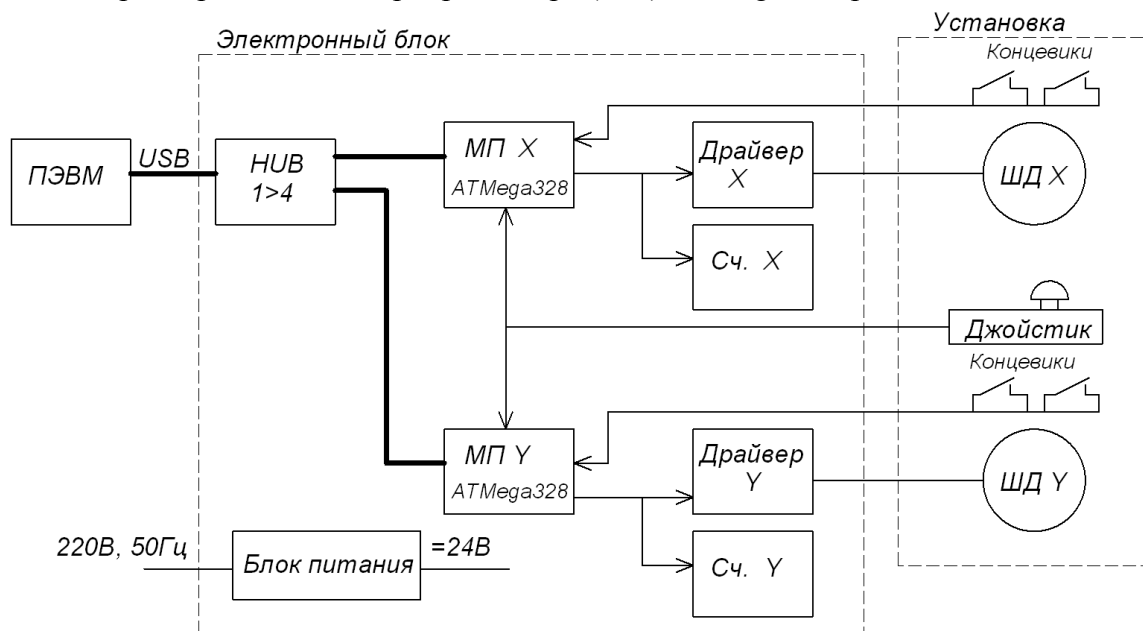 Установка
Электронный блок
Концевики
ПЭВМ
USB
HUB
1>4
МП X
ATMega328
Драйвер
X
ШД X
Сч. X
Джойстик
Концевики
МП Y
ATMega328
Драйвер
Y
ШД Y
220В, 50Гц
Блок питания
=24В
Сч. Y